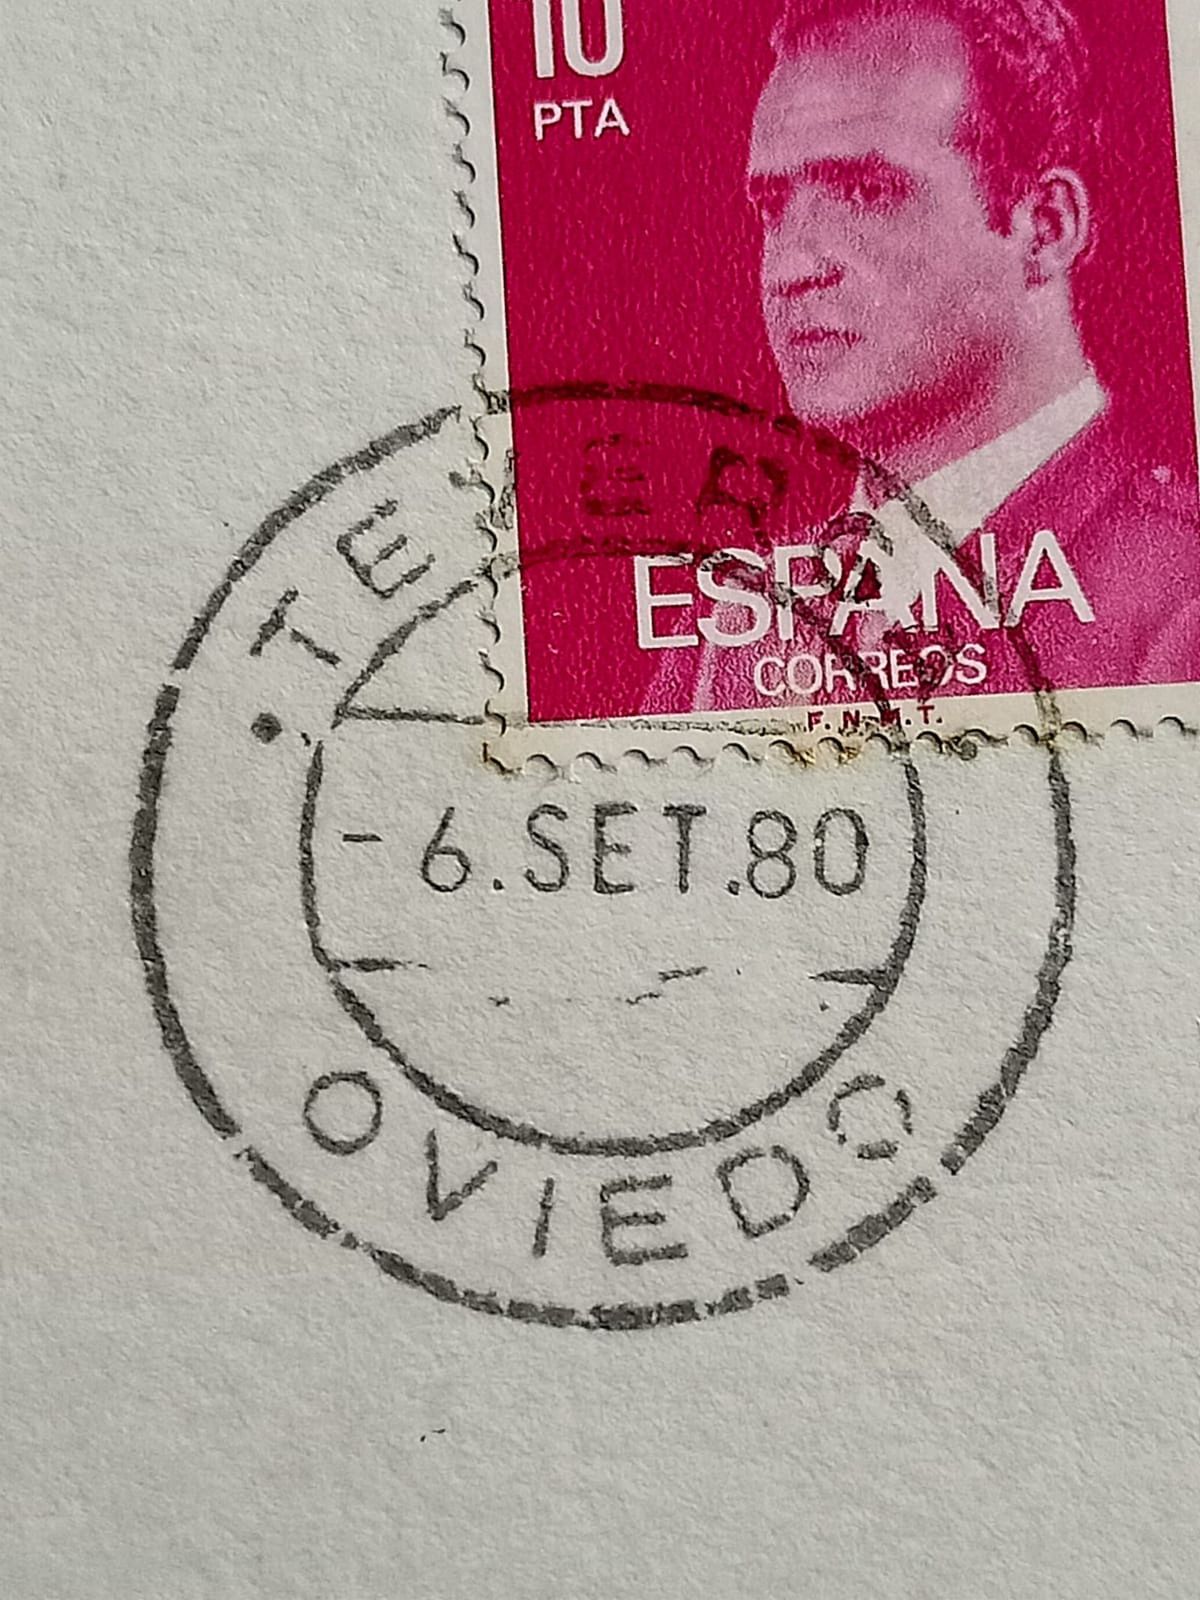 10
PTA
ESPAÑA
CORREOS
F.N.M.T.
-6.SET.80
OVIEDO